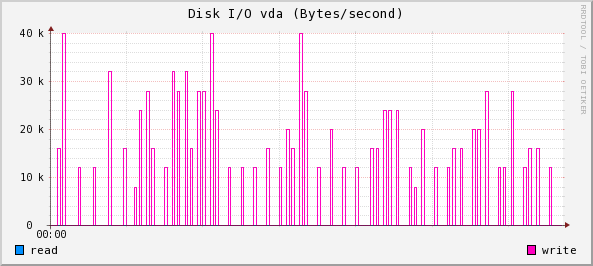 Disk I/O vda (Bytes/second)
RRDTOOL / TOBI OETIKER
40 k
30 k
20 k
10 k
0
00:00
read
write